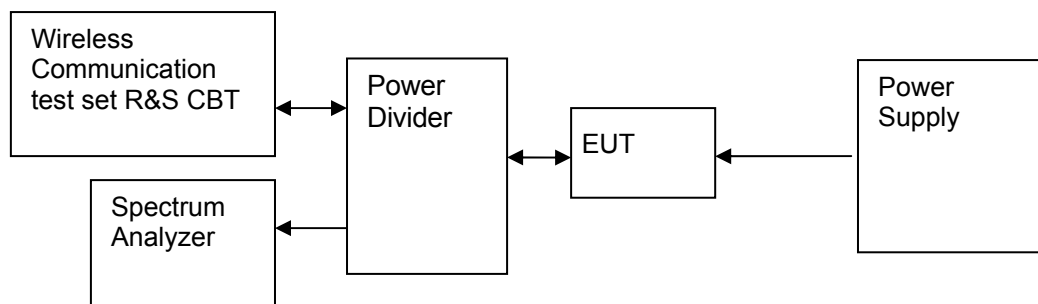 Wireless
Communication
test set R&S CBT
Power
Divider
EUT
Power
Supply
Spectrum
Analyzer